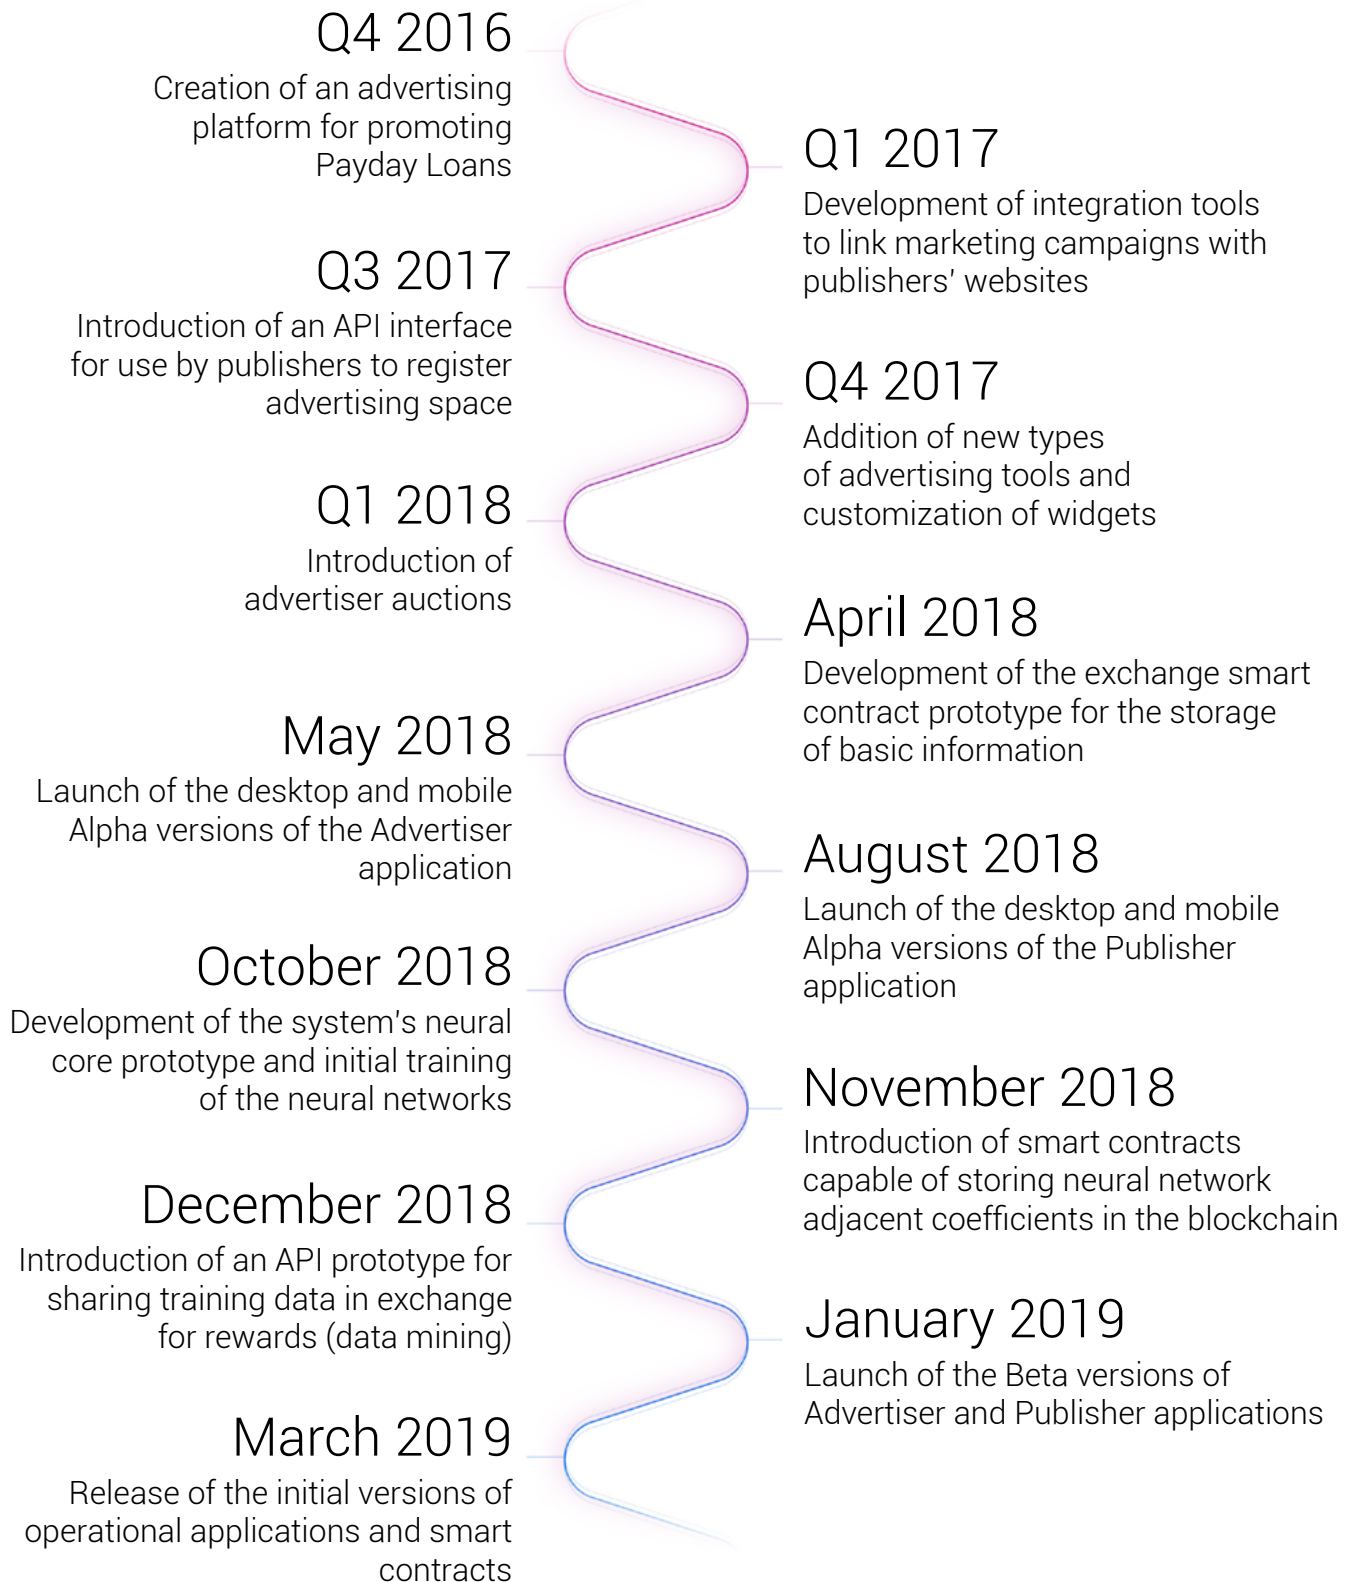 Q4 2016
Creation of an advertising
platform for promoting
Payday Loans
Q1 2017
Development of integration tools
to link marketing campaigns with
publishers' websites
Q3 2017
Introduction of an API interface
for use by publishers to register
advertising space
Q4 2017
Addition of new types
of advertising tools and
customization of widgets
Q1 2018
Introduction of
advertiser auctions
April 2018
Development of the exchange smart
contract prototype for the storage
of basic information
May 2018
Launch of the desktop and mobile
Alpha versions of the Advertiser
application
August 2018
Launch of the desktop and mobile
Alpha versions of the Publisher
application
October 2018
Development of the system's neural
core prototype and initial training
of the neural networks
November 2018
Introduction of smart contracts
capable of storing neural network
adjacent coefficients in the blockchain
December 2018
Introduction of an API prototype for
sharing training data in exchange
for rewards (data mining)
January 2019
Launch of the Beta versions of
Advertiser and Publisher applications
March 2019
Release of the initial versions of
operational applications and smart
contracts